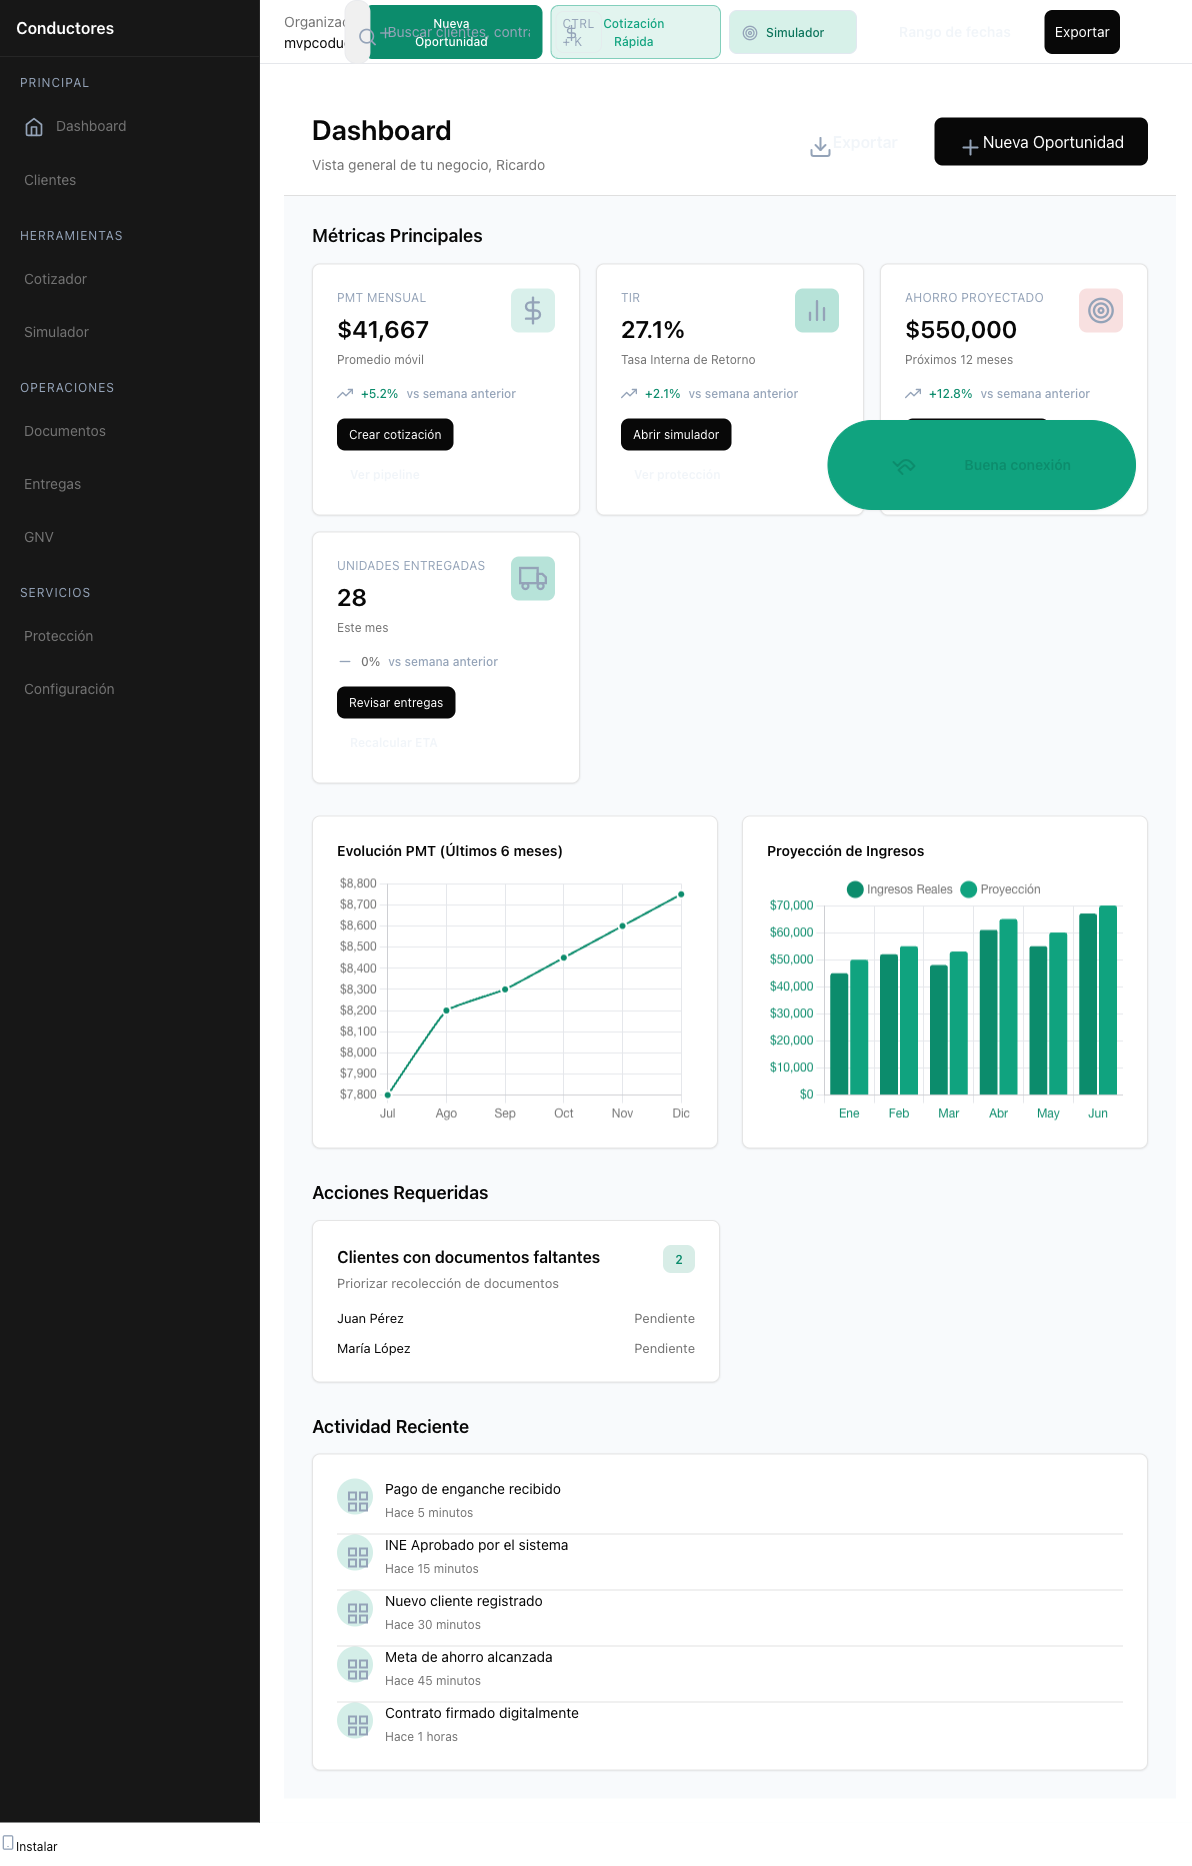 Conductores
PRINCIPAL
Dashboard
Clientes
HERRAMIENTAS
Cotizador
Simulador
OPERACIONES
Documentos
Entregas
GNV
SERVICIOS
Protección
Configuración
Instalar
Nueva
Oportunidad
Buscar clientes, contr
CTRL
+ K
Cotización
Rápida
Simulador
Rango de fechas
Exportar
Dashboard
Vista general de tu negocio, Ricardo
Exportar
Nueva Oportunidad
Métricas Principales
PMT MENSUAL
$41,667
Promedio móvil
+5.2% vs semana anterior
Crear cotización
Ver pipeline
TIR
27.1%
Tasa Interna de Retorno
+2.1% vs semana anterior
Abrir simulador
Ver protección
AHORRO PROYECTADO
$550,000
Próximos 12 meses
+12.8% vs semana anterior
Buena conexión
UNIDADES ENTREGADAS
28
Este mes
0% vs semana anterior
Revisar entregas
Recalcular ETA
Evolución PMT (Últimos 6 meses)
$8,800
$8,700
$8,600
$8,500
$8,400
$8,300
$8,200
$8,100
$8,000
$7,900
$7,800
Jul Ago Sep Oct Nov Dic
Proyección de Ingresos
Ingresos Reales Proyección
$70,000
$60,000
$50,000
$40,000
$30,000
$20,000
$10,000
$0
Ene Feb Mar Abr May Jun
Acciones Requeridas
Clientes con documentos faltantes 2
Priorizar recolección de documentos
Juan Pérez Pendiente
María López Pendiente
Actividad Reciente
Pago de enganche recibido
Hace 5 minutos
INE Aprobado por el sistema
Hace 15 minutos
Nuevo cliente registrado
Hace 30 minutos
Meta de ahorro alcanzada
Hace 45 minutos
Contrato firmado digitalmente
Hace 1 horas